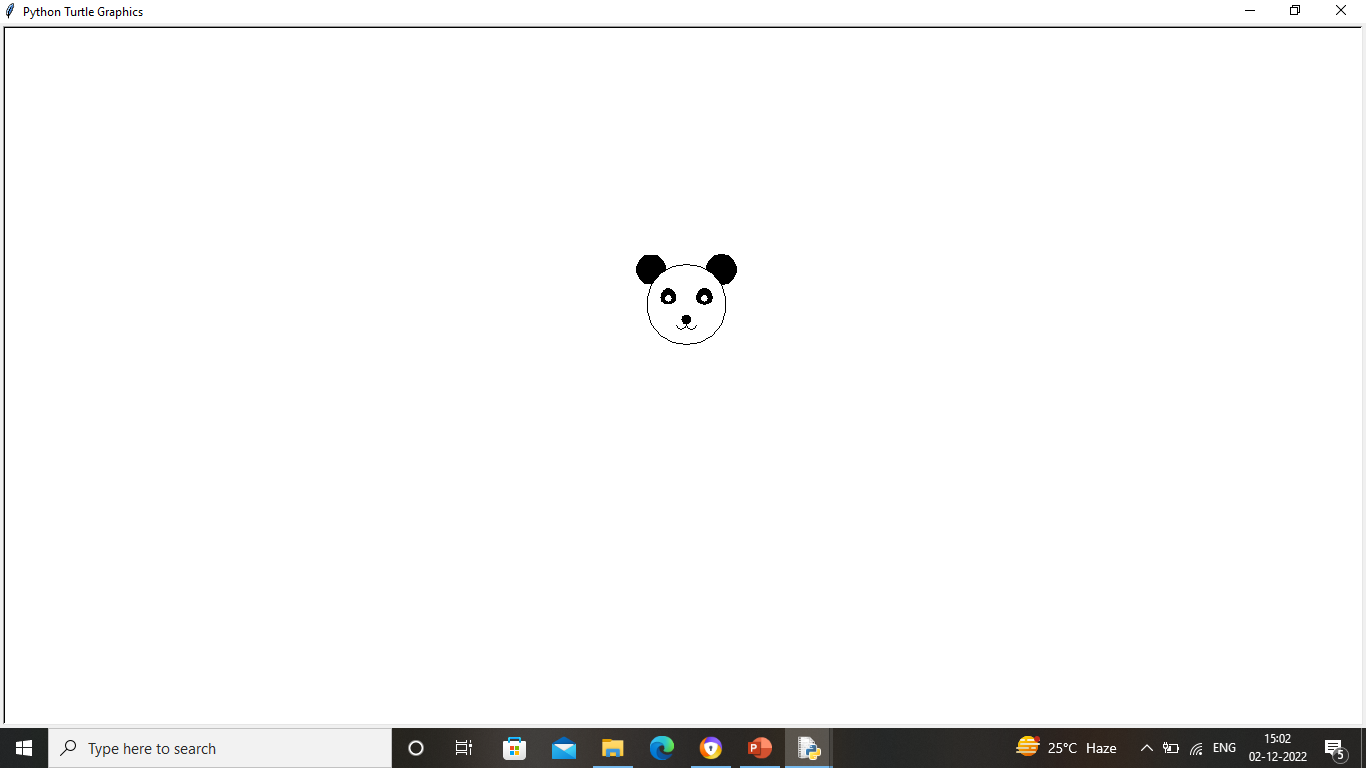 Python Turtle Graphics
Type here to search
P
25°C Haze
ENG
15:02
02-12-2022
5